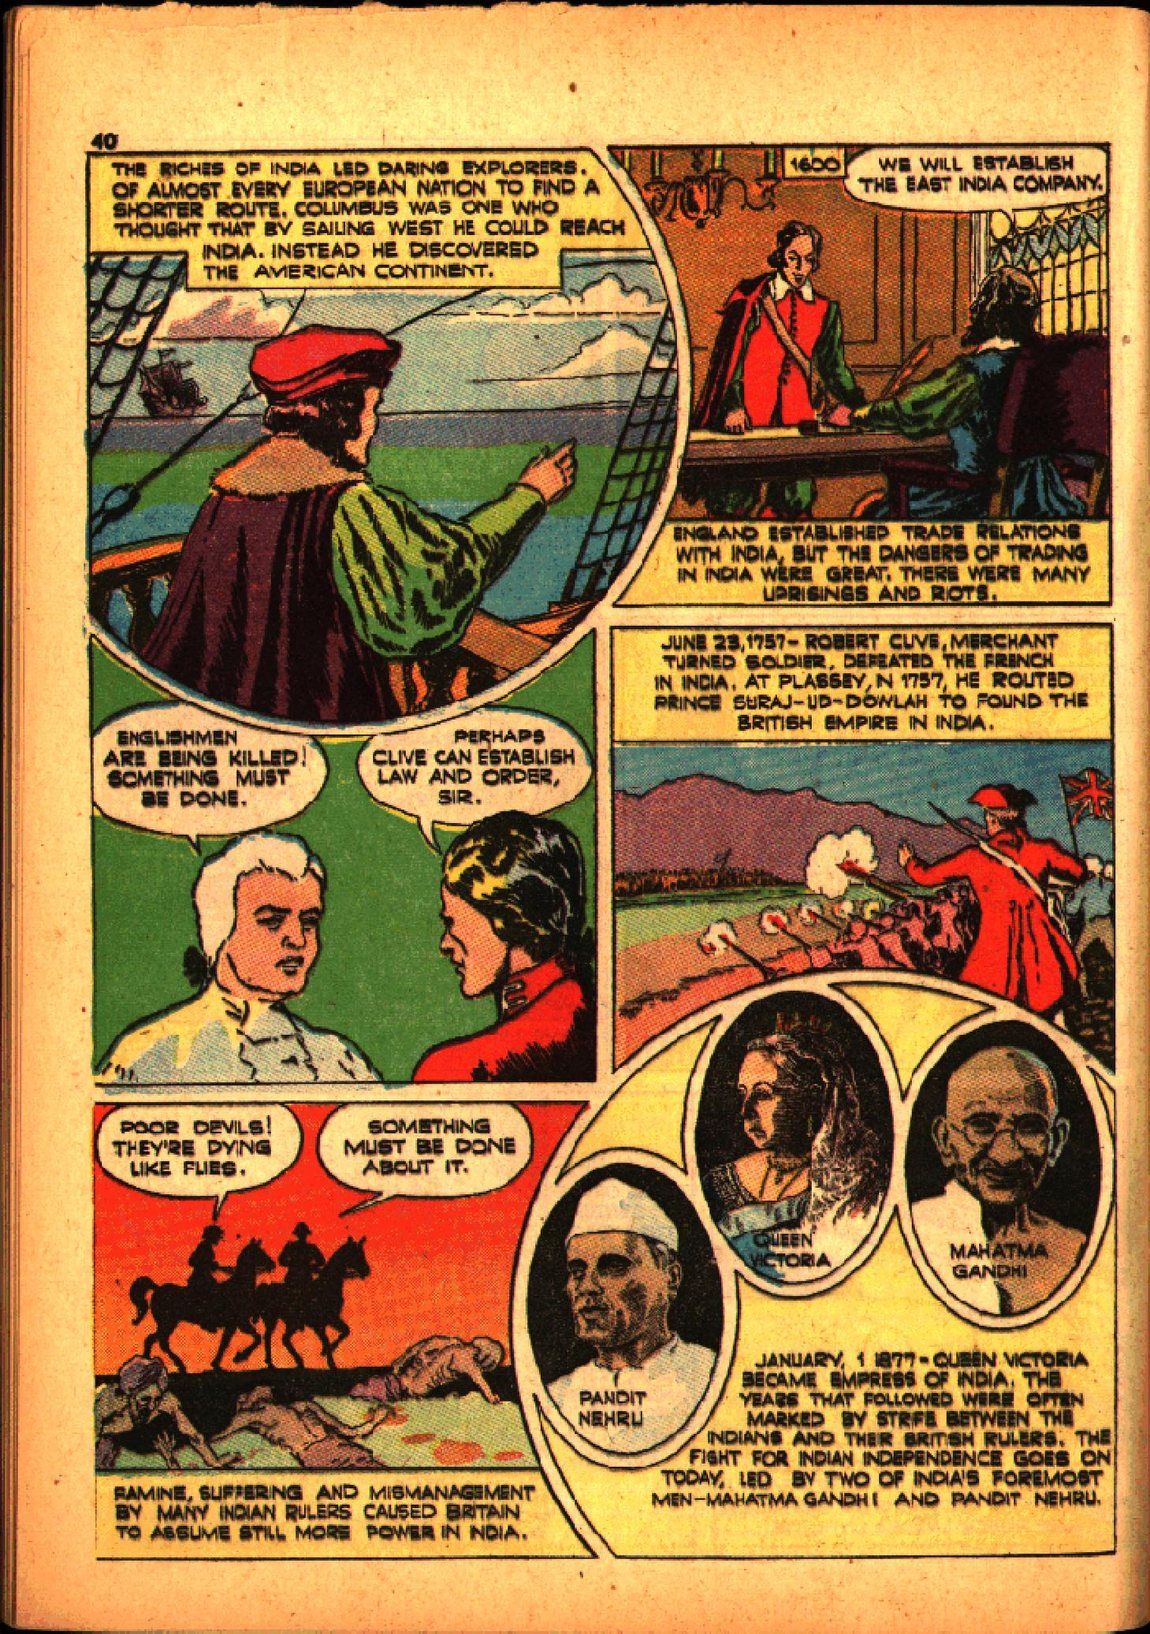 40
THE RICHES OF INDIA LED DARING EXPLORERS.
OF ALMOST EVERY EUROPEAN NATION TO FIND A
SHORTER ROUTE. COLUMBUS WAS ONE WHO
THOUGHT THAT BY SAILING WEST HE COULD REACH
INDIA. INSTEAD HE DISCOVERED
THE AMERICAN CONTINENT.
1600
WE WILL ESTABLISH
THE EAST INDIA COMPANY.
ENGLAND ESTABLISHED TRADE RELATIONS
WITH INDIA, BUT THE DANGERS OF TRADING
IN INDIA WERE GREAT. THERE WERE MANY
UPRISINGS AND RIOTS.
ENGLISHMEN
ARE BEING KILLED!
SOMETHING MUST
BE DONE.
PERHAPS
CLIVE CAN ESTABLISH
LAW AND ORDER,
SIR.
JUNE 23, 1757- ROBERT CLIVE, MERCHANT
TURNED SOLDIER, DEFEATED THE FRENCH
IN INDIA. AT PLASSEY, N 1757, HE ROUTED
PRINCE SURAJ-UD-DOWLAH TO FOUND THE
BRITISH EMPIRE IN INDIA.
POOR DEVILS!
THEY'RE DYING
LIKE FLIES.
SOMETHING
MUST BE DONE
ABOUT IT.
FAMINE, SUFFERING AND MISMANAGEMENT
BY MANY INDIAN RULERS CAUSED BRITAIN
TO ASSUME STILL MORE POWER IN INDIA.
PANDIT
NEHRU
QUEEN
VICTORIA
MAHATMA
GANDHI
JANUARY, 1 1877-QUEEN VICTORIA
BECAME EMPRESS OF INDIA. THE
YEARS THAT FOLLOWED WERE OFTEN
MARKED BY STRIFE BETWEEN THE
INDIANS AND THEIR BRITISH RULERS. THE
FIGHT FOR INDIAN INDEPENDENCE GOES ON
TODAY, LED BY TWO OF INDIA'S FOREMOST
MEN-MAHATMA GANDHI AND PANDIT NEHRU.